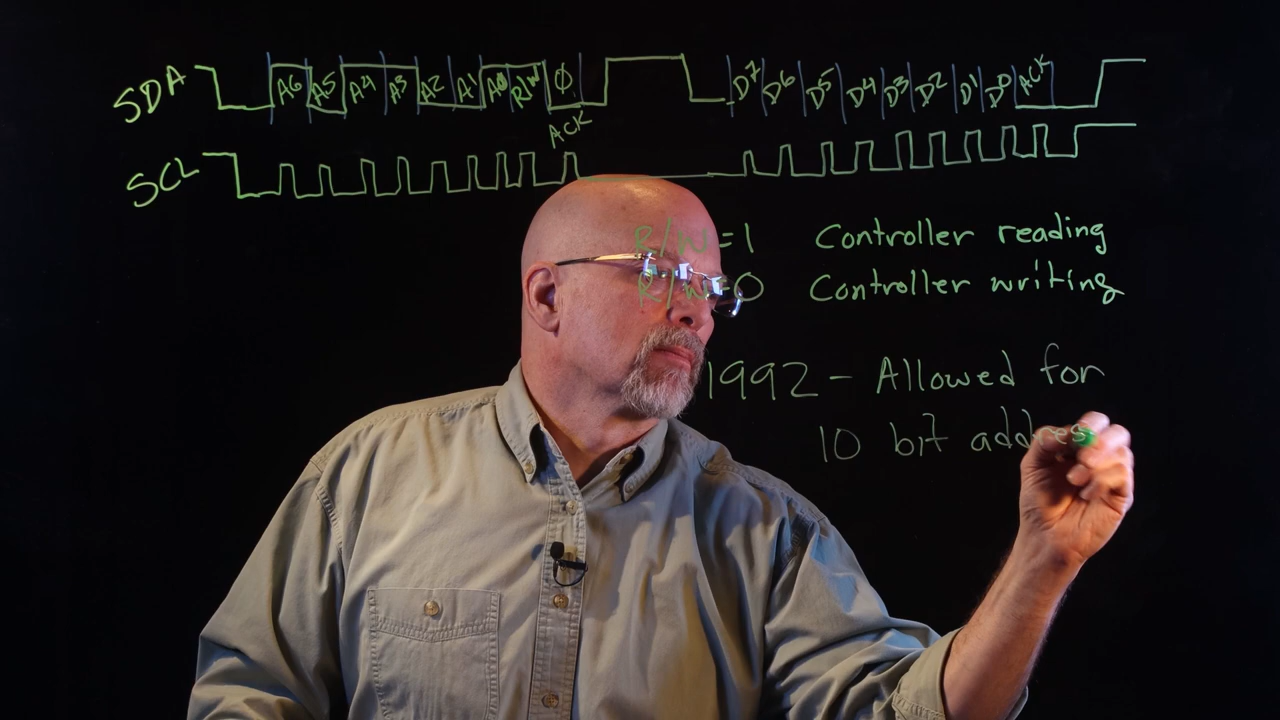 SDA A6 A5 A4 A3 A2 A1 A0 R/W 0 D7 D6 D5 D4 D3 D2 D1 D0 ACK
ACK
SCL
R/W=1 Controller reading
R/W=0 Controller writing
1992 - Allowed for
10 bit addres